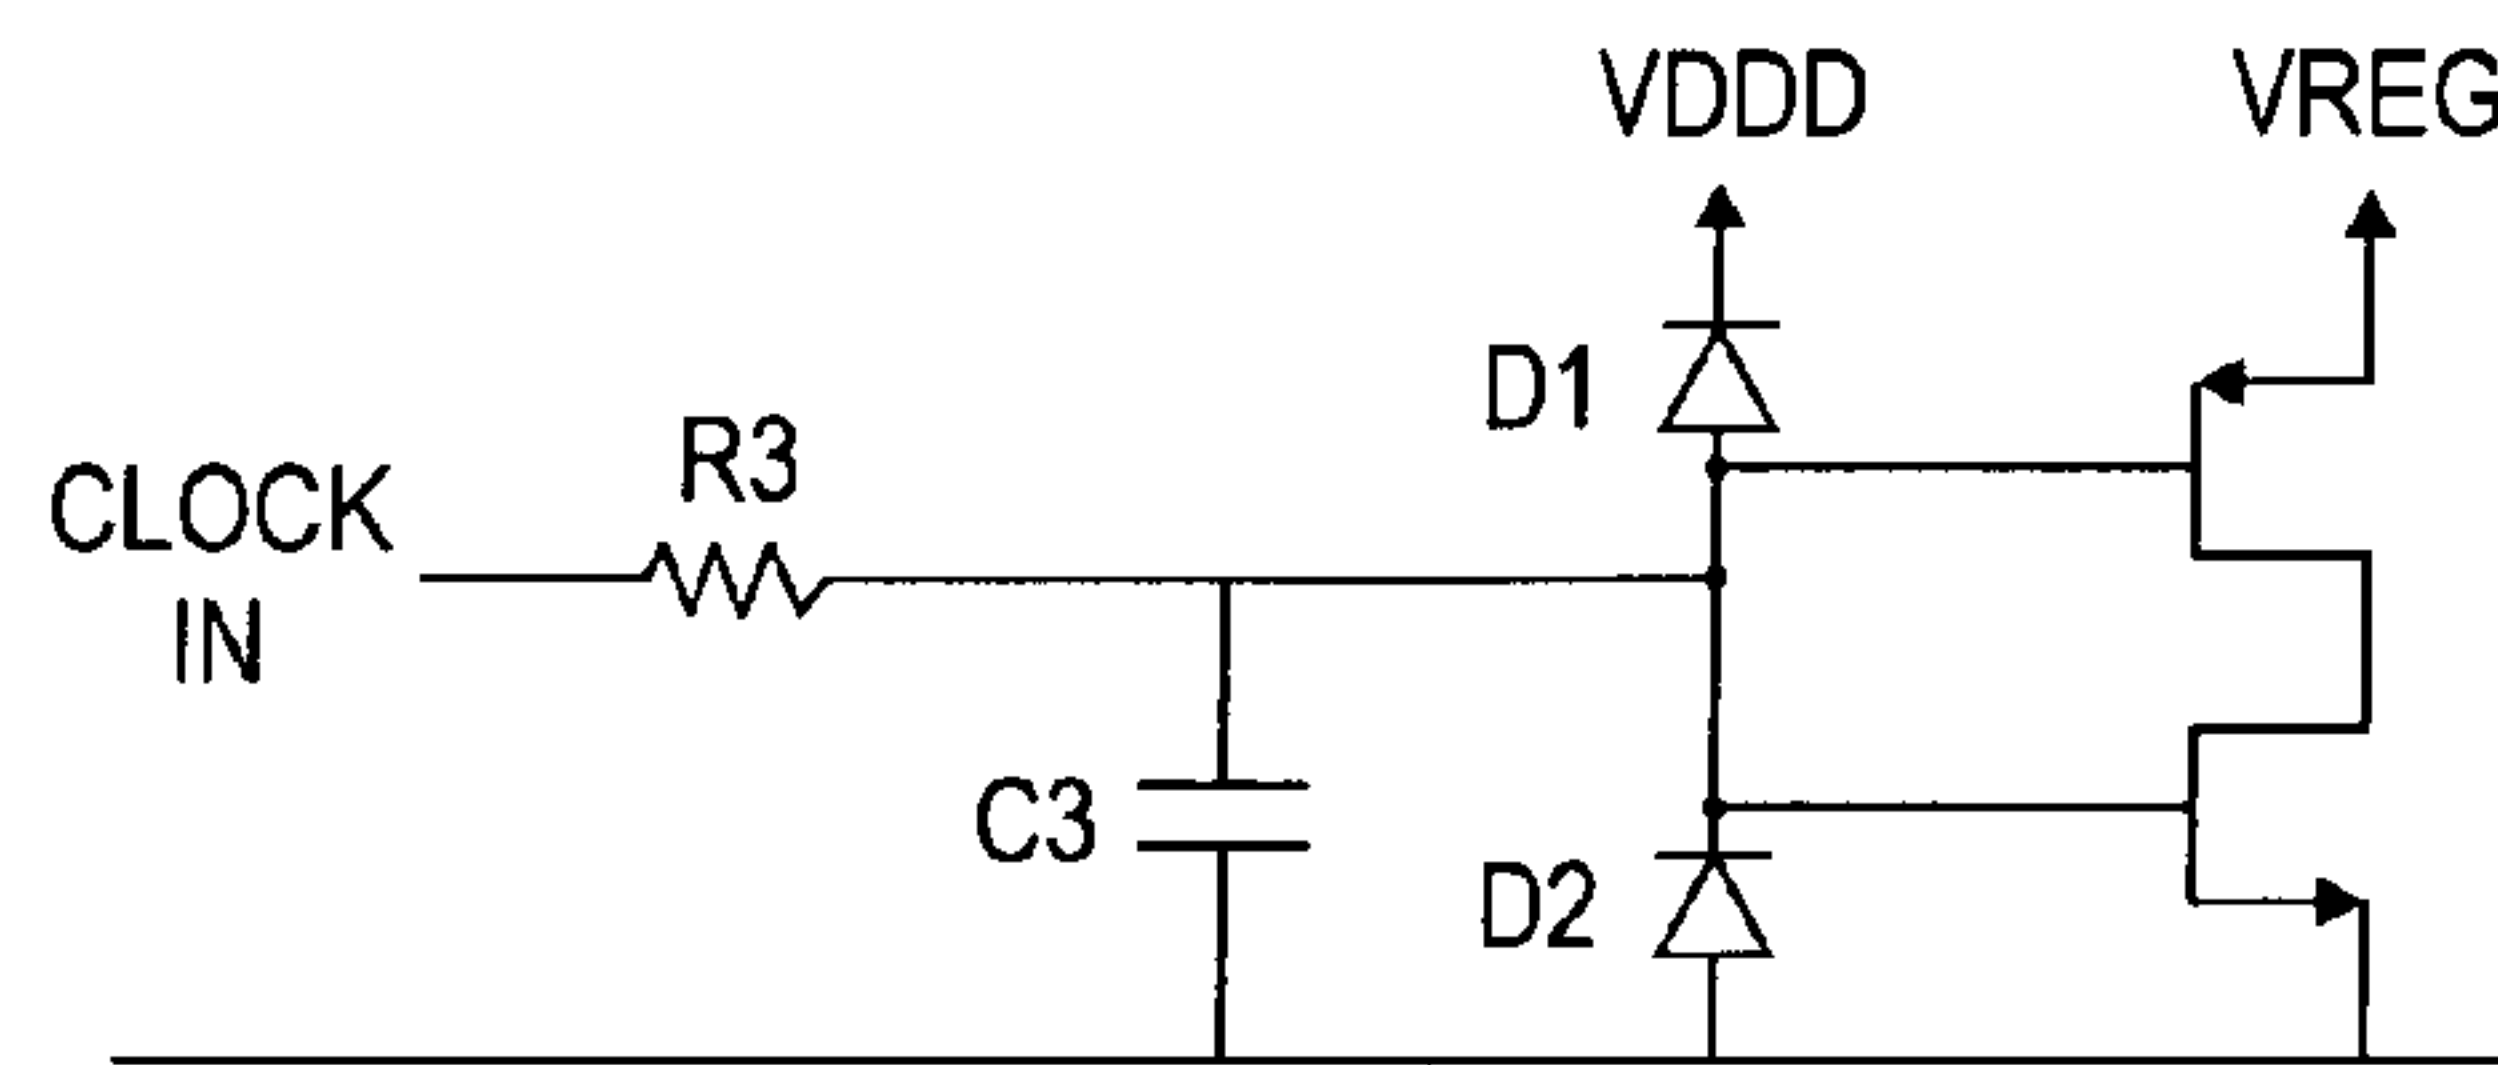 VDDD
VREG
D1
R3
CLOCK
IN
C3
D2